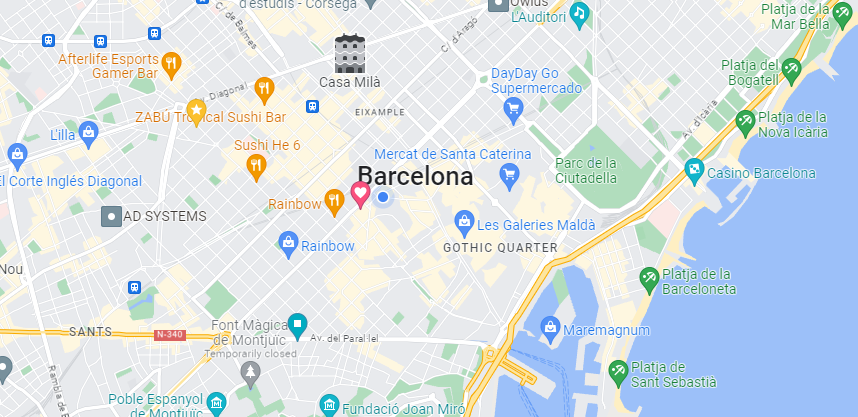 d'estudis - Còrsega
Owlus
L'Auditori
Platja de la
Mar Bella
C/ de Balmes
C/ d'Aragó
Afterlife Esports
Gamer Bar
Casa Milà
DayDay Go
Supermercado
Platja del
Bogatell
Diagonal
ZABÚ Tropical Sushi Bar
EIXAMPLE
Av. d'Icària
Platja de la
Nova Icària
L'illa
Sushi He 6
Mercat de Santa Caterina
Parc de la
Ciutadella
El Corte Inglés Diagonal
Barcelona
Casino Barcelona
Rainbow
AD SYSTEMS
Les Galeries Maldà
Rainbow
GOTHIC QUARTER
Nou
Platja de la
Barceloneta
SANTS
N-340
Font Màgica
de Montjuïc
Temporarily closed
Av. del Paral·lel
Maremagnum
Rambla de B
Platja de
Sant Sebastià
Poble Espanyol
de Montjuïc
Fundació Joan Miró